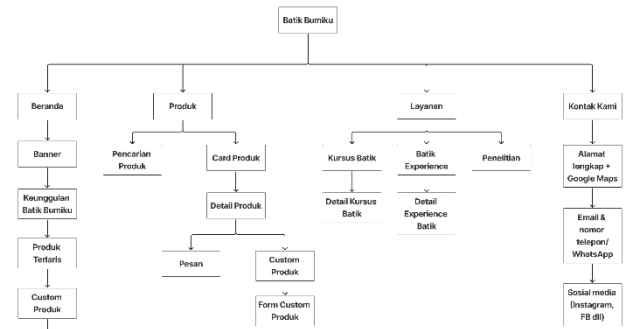 Batik Bumiku
Beranda
Produk
Layanan
Kontak Kami
Banner
Pencarian
Produk
Card Produk
Kursus Batik
Batik
Experience
Penelitian
Alamat
lengkap +
Google Maps
Keunggulan
Batik Bumiku
Detail Produk
Detail Kursus
Batik
Detail
Experience
Batik
Email &
nomor
telepon/
WhatsApp
Produk
Terlaris
Pesan
Custom
Produk
Custom
Produk
Form Custom
Produk
Sosial media
(Instagram,
FB dll)